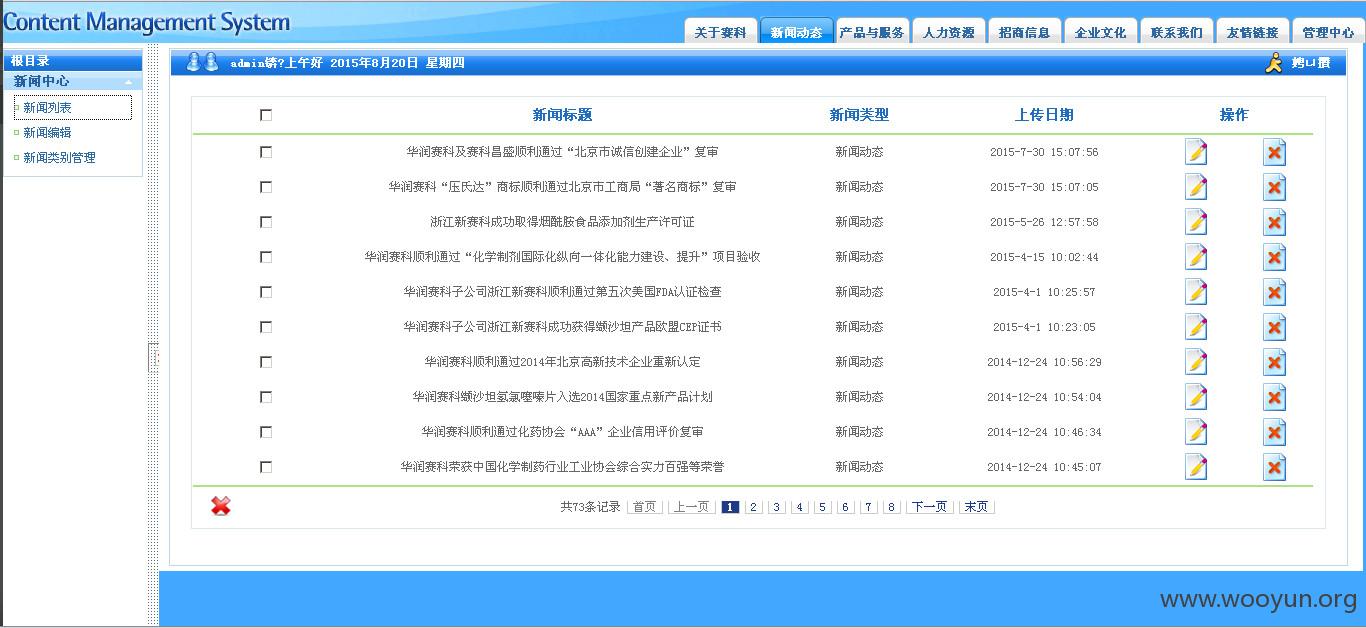 Content Management System
关于赛科 新闻动态 产品与服务 人力资源 招商信息 企业文化 联系我们 友情链接 管理中心
根目录
新闻中心
新闻列表
新闻编辑
新闻类别管理
admin锛?上午好 2015年8月20日 星期四
新闻标题 新闻类型 上传日期 操作
华润赛科及赛科昌盛顺利通过“北京市诚信创建企业”复审 新闻动态 2015-7-30 15:07:56
华润赛科“压氏达”商标顺利通过北京市工商局“著名商标”复审 新闻动态 2015-7-30 15:07:05
浙江新赛科成功取得烟酰胺食品添加剂生产许可证 新闻动态 2015-5-26 12:57:58
华润赛科顺利通过“化学制剂国际化纵向一体化能力建设、提升”项目验收 新闻动态 2015-4-15 10:02:44
华润赛科子公司浙江新赛科顺利通过第五次美国FDA认证检查 新闻动态 2015-4-1 10:25:57
华润赛科子公司浙江新赛科成功获得缬沙坦产品欧盟CEP证书 新闻动态 2015-4-1 10:23:05
华润赛科顺利通过2014年北京高新技术企业重新认定 新闻动态 2014-12-24 10:56:29
华润赛科缬沙坦氢氯噻嗪片入选2014国家重点新产品计划 新闻动态 2014-12-24 10:54:04
华润赛科顺利通过化药协会“AAA”企业信用评价复审 新闻动态 2014-12-24 10:46:34
华润赛科荣获中国化学制药行业工业协会综合实力百强等荣誉 新闻动态 2014-12-24 10:45:07
共73条记录 首页 上一页 1 2 3 4 5 6 7 8 下一页 末页
www.wooyun.org